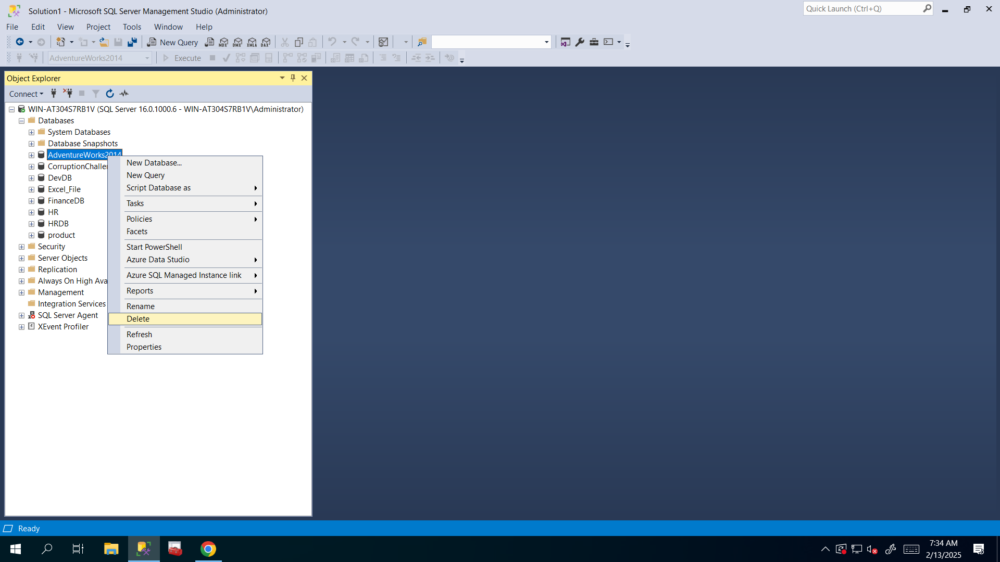 Solution1 - Microsoft SQL Server Management Studio (Administrator)
Quick Launch (Ctrl+Q)
File Edit View Project Tools Window Help
New Query MDX DMX XMLA DAX
AdventureWorks2014 Execute
Object Explorer
Connect
WIN-AT304S7RB1V (SQL Server 16.0.1000.6 - WIN-AT304S7RB1V\Administrator)
Databases
System Databases
Database Snapshots
AdventureWorks2014
CorruptionChaller
DevDB
Excel_File
FinanceDB
HR
HRDB
product
Security
Server Objects
Replication
Always On High Ava
Management
Integration Services
SQL Server Agent
XEvent Profiler
New Database...
New Query
Script Database as
Tasks
Policies
Facets
Start PowerShell
Azure Data Studio
Azure SQL Managed Instance link
Reports
Rename
Delete
Refresh
Properties
Ready
7:34 AM
2/13/2025